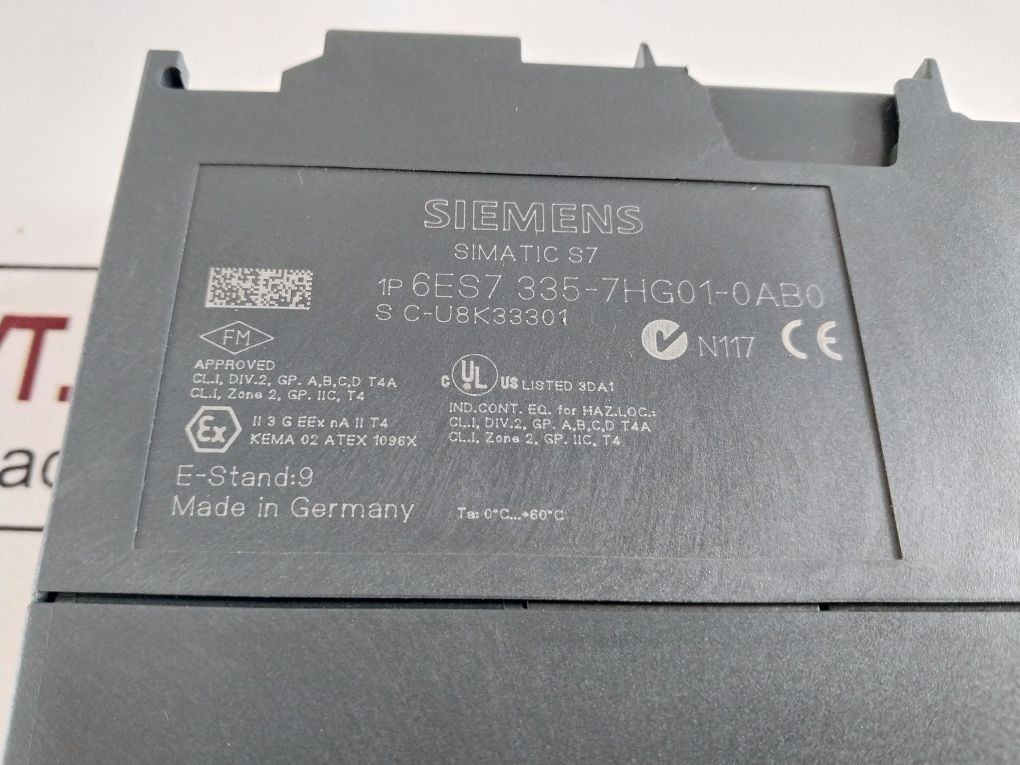 SIEMENS
SIMATIC S7
1P 6ES7 335-7HG01-0AB0
S C-U8K33301
FM
N117 CE
APPROVED
CL.I, DIV.2, GP. A,B,C,D T4A
CL.I, Zone 2, GP. IIC, T4
C UL US LISTED 3DA1
IND.CONT. EQ. for HAZ.LOC.:
CL.I, DIV.2, GP. A,B,C,D T4A
CL.I, Zone 2, GP. IIC, T4
Ex II 3 G EEx nA II T4
KEMA 02 ATEX 1096X
E-Stand:9
Made in Germany
Ta: 0°C...+60°C